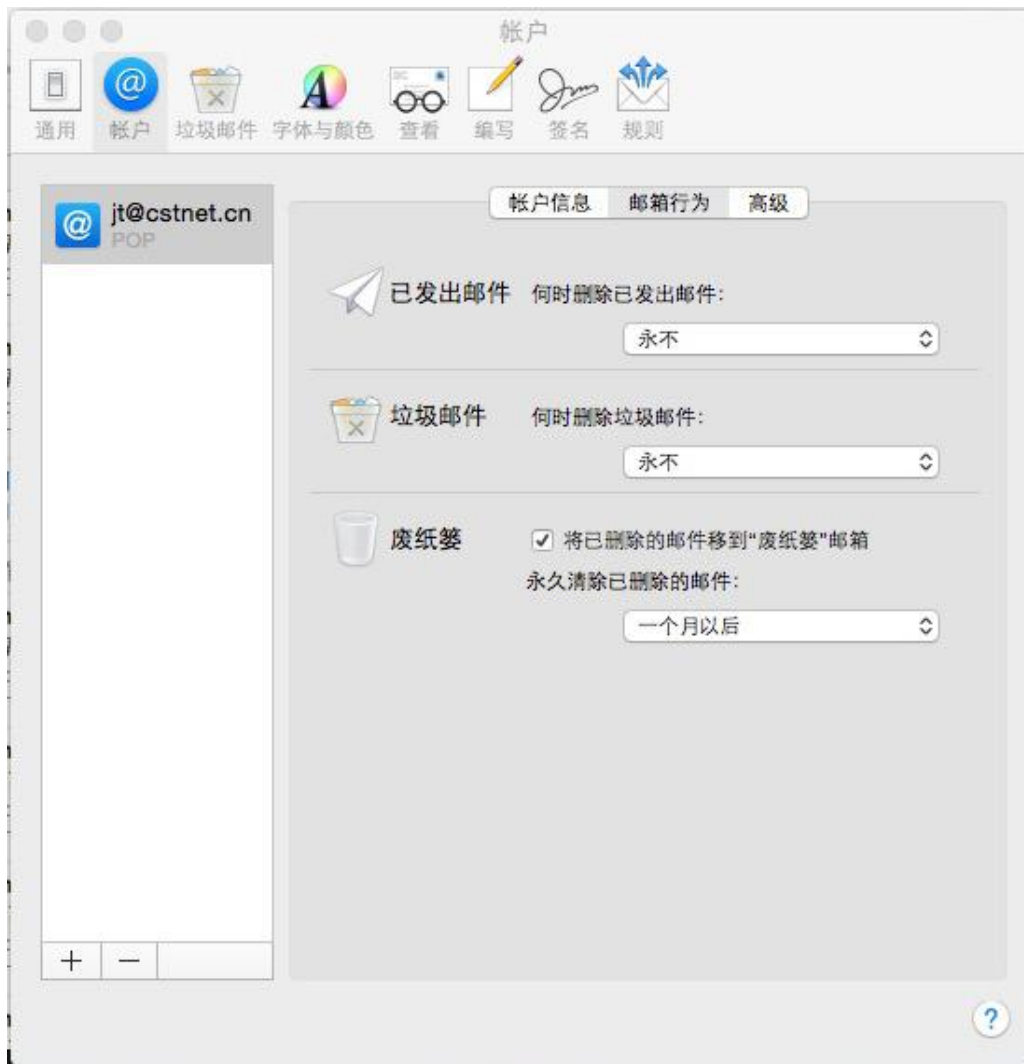 帐户
通用 帐户 垃圾邮件 字体与颜色 查看 编写 签名 规则
jt@cstnet.cn
POP
帐户信息 邮箱行为 高级
已发出邮件 何时删除已发出邮件:
永不
垃圾邮件 何时删除垃圾邮件:
永不
废纸篓 将已删除的邮件移到“废纸篓”邮箱
永久清除已删除的邮件:
一个月以后